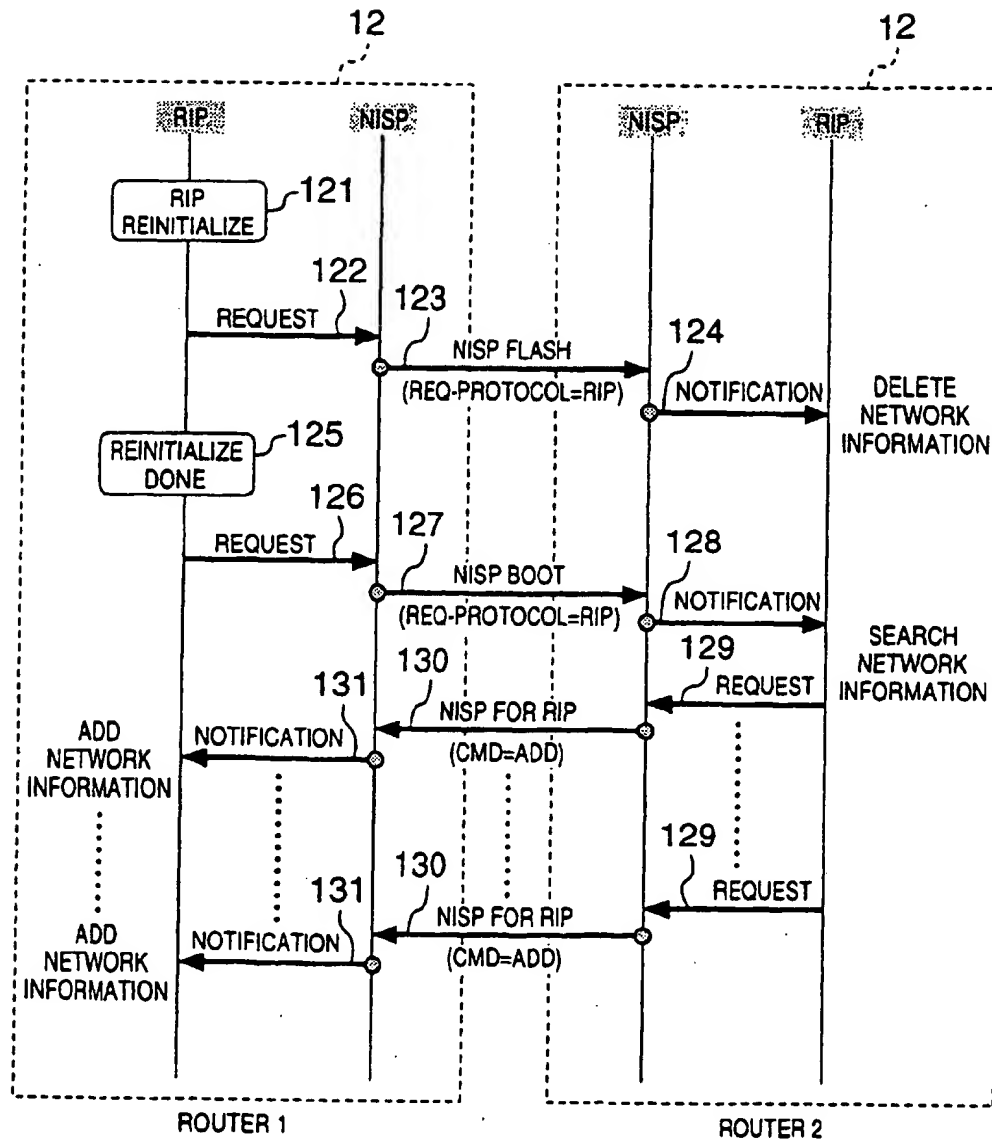 12
12
RIP
NISP
NISP
RIP
RIP
REINITIALIZE
121
REQUEST
122
123
NISP FLASH
(REQ-PROTOCOL=RIP)
124
NOTIFICATION
DELETE
NETWORK
INFORMATION
REINITIALIZE
DONE
125
REQUEST
126
127
NISP BOOT
(REQ-PROTOCOL=RIP)
128
NOTIFICATION
SEARCH
NETWORK
INFORMATION
129
REQUEST
130
NISP FOR RIP
(CMD=ADD)
131
NOTIFICATION
ADD
NETWORK
INFORMATION
129
REQUEST
130
NISP FOR RIP
(CMD=ADD)
131
NOTIFICATION
ADD
NETWORK
INFORMATION
ROUTER 1
ROUTER 2